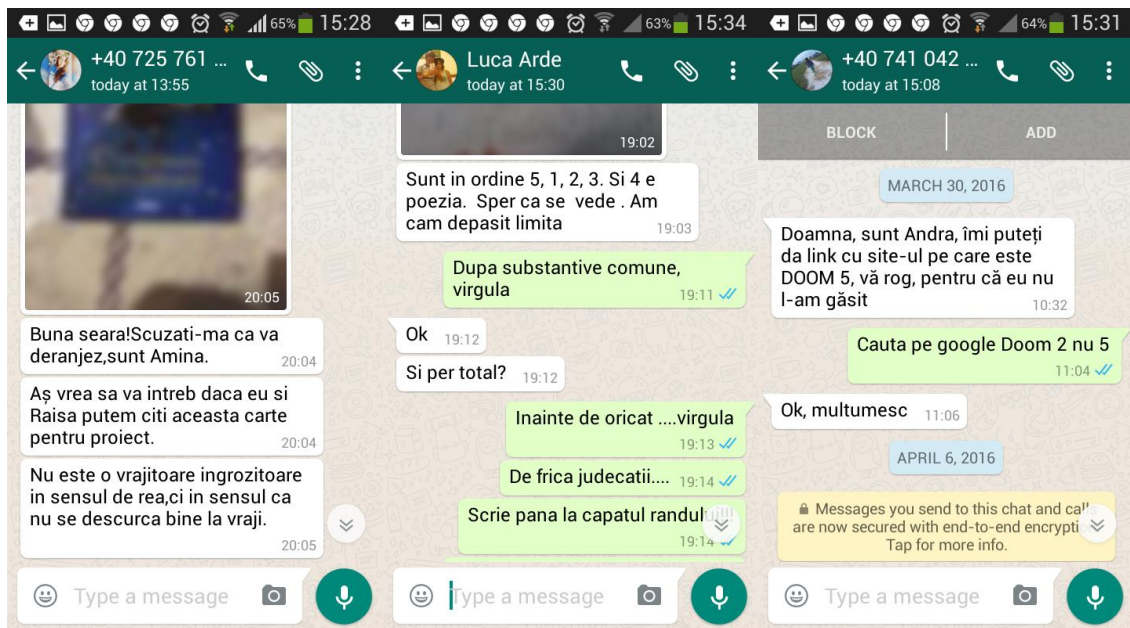 65% 15:28
+40 725 761 ...
today at 13:55
20:05
Buna seara!Scuzati-ma ca va
deranjez,sunt Amina.
20:04
Aș vrea sa va intreb daca eu si
Raisa putem citi aceasta carte
pentru proiect.
20:04
Nu este o vrajitoare ingrozitoare
in sensul de rea,ci in sensul ca
nu se descurca bine la vraji.
20:05
Type a message
63% 15:34
Luca Arde
today at 15:30
19:02
Sunt in ordine 5, 1, 2, 3. Si 4 e
poezia. Sper ca se vede . Am
cam depasit limita
19:03
Dupa substantive comune,
virgula
19:11
Ok 19:12
Si per total? 19:12
Inainte de oricat ....virgula
19:13
De frica judecatii.... 19:14
Scrie pana la capatul randului!!!
19:14
Type a message
64% 15:31
+40 741 042 ...
today at 15:08
BLOCK ADD
MARCH 30, 2016
Doamna, sunt Andra, îmi puteți
da link cu site-ul pe care este
DOOM 5, vă rog, pentru că eu nu
l-am găsit
10:32
Cauta pe google Doom 2 nu 5
11:04
Ok, multumesc 11:06
APRIL 6, 2016
Messages you send to this chat and calls
are now secured with end-to-end encryption.
Tap for more info.
Type a message